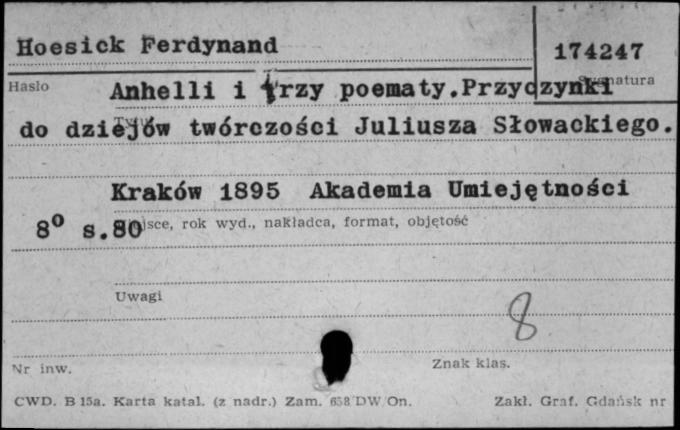 Hoesick Ferdynand
174247
Hasło
Sygnatura
Anhelli i trzy poematy.Przyczynki
Tytuł
do dziejów twórczości Juliusza Słowackiego.
Kraków 1895 Akademia Umiejętności
Miejsce, rok wyd., nakładca, format, objętość
8º s.80
Uwagi
8
Nr inw.
Znak klas.
CWD. B 15a. Karta katal. (z nadr.) Zam. 658 DW/On.
Zakł. Graf. Gdańsk nr